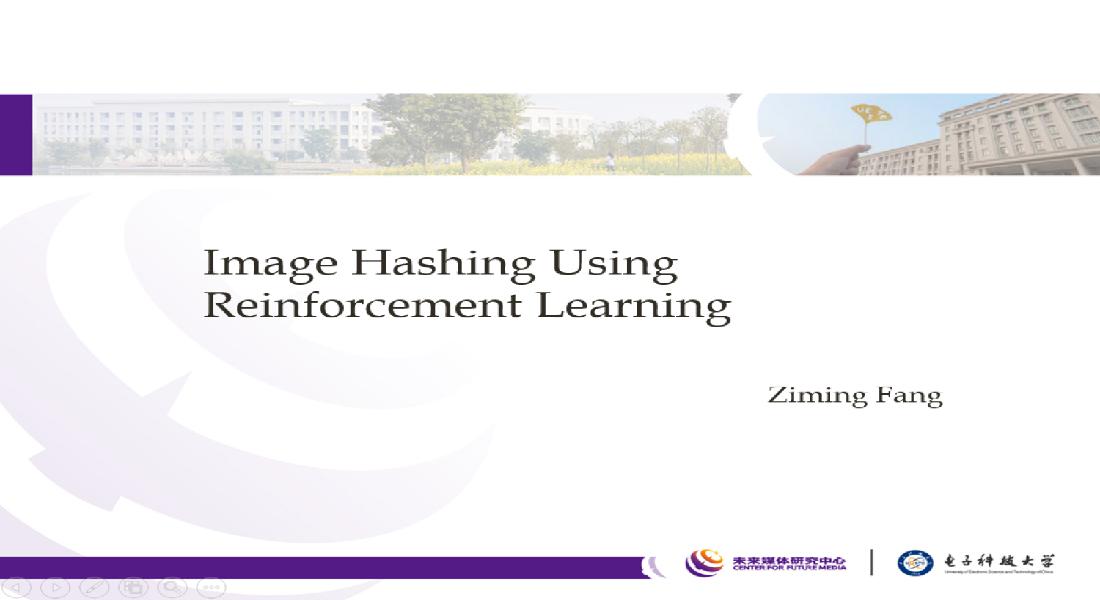 Image Hashing Using
Reinforcement Learning
Ziming Fang
未来媒体研究中心
CENTER FOR FUTURE MEDIA
电子科技大学
University of Electronic Science and Technology of China